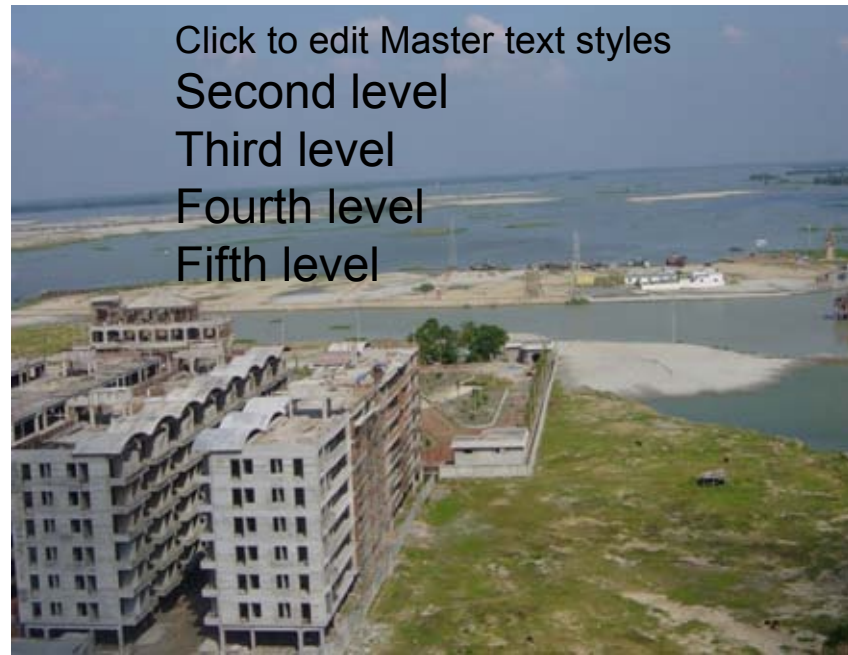 Click to edit Master text styles
Second level
Third level
Fourth level
Fifth level